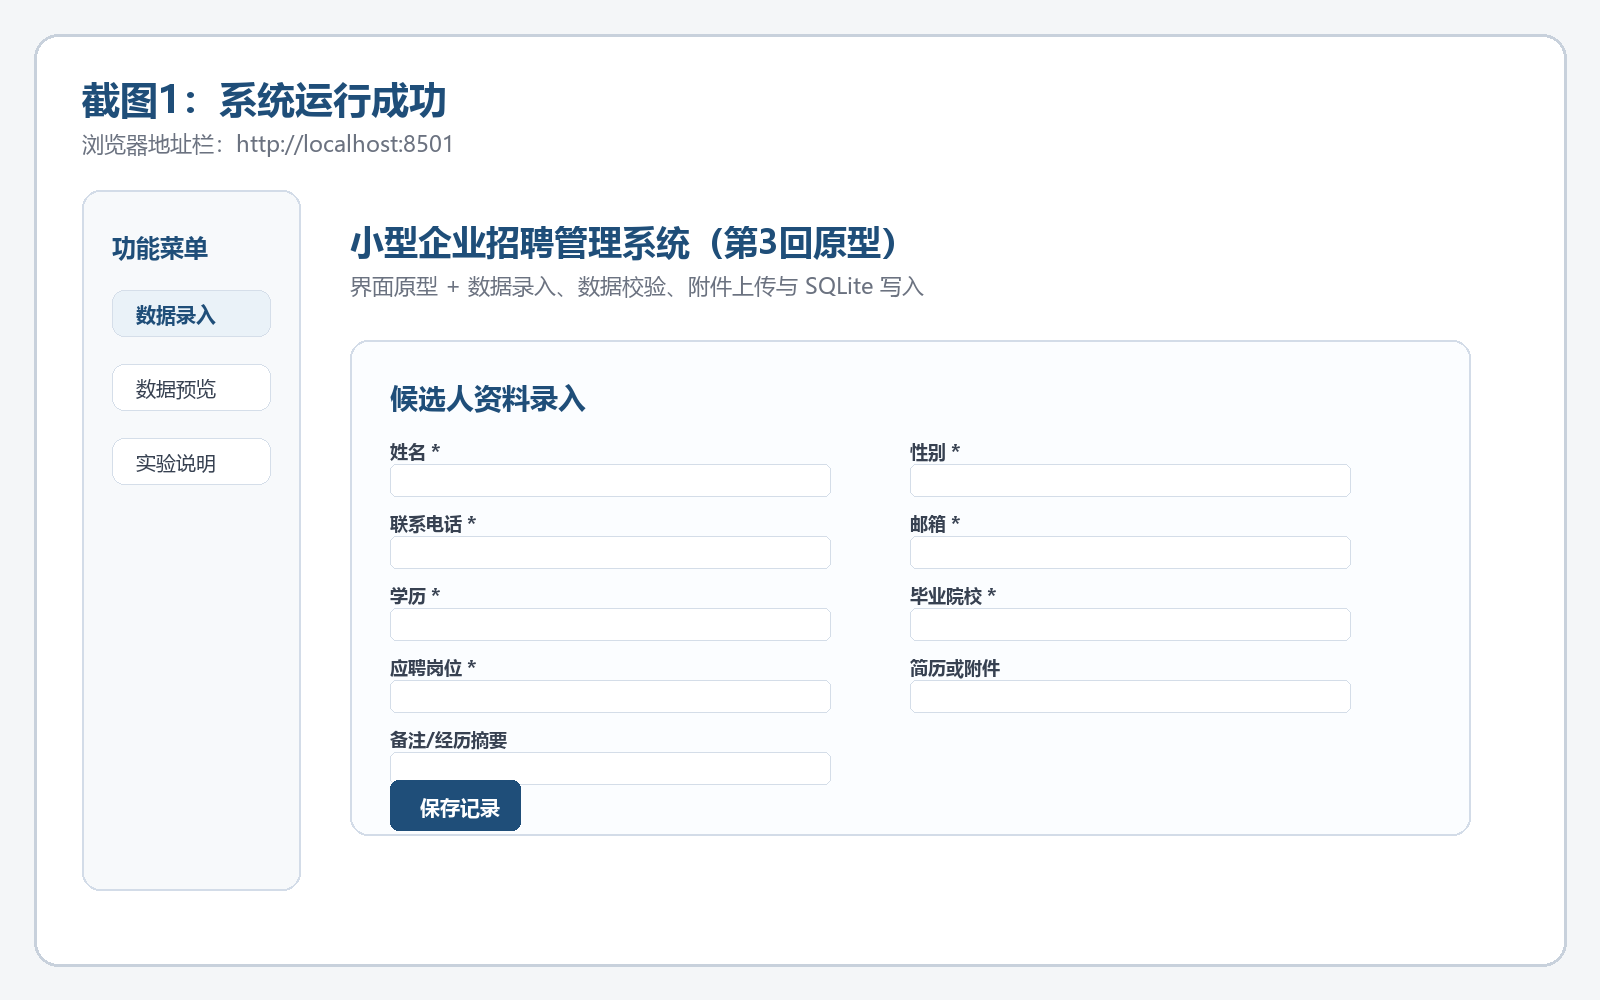 截图1：系统运行成功
浏览器地址栏：http://localhost:8501
功能菜单
数据录入
数据预览
实验说明
小型企业招聘管理系统（第3回原型）
界面原型 + 数据录入、数据校验、附件上传与 SQLite 写入
候选人资料录入
姓名 *
性别 *
联系电话 *
邮箱 *
学历 *
毕业院校 *
应聘岗位 *
简历或附件
备注/经历摘要
保存记录